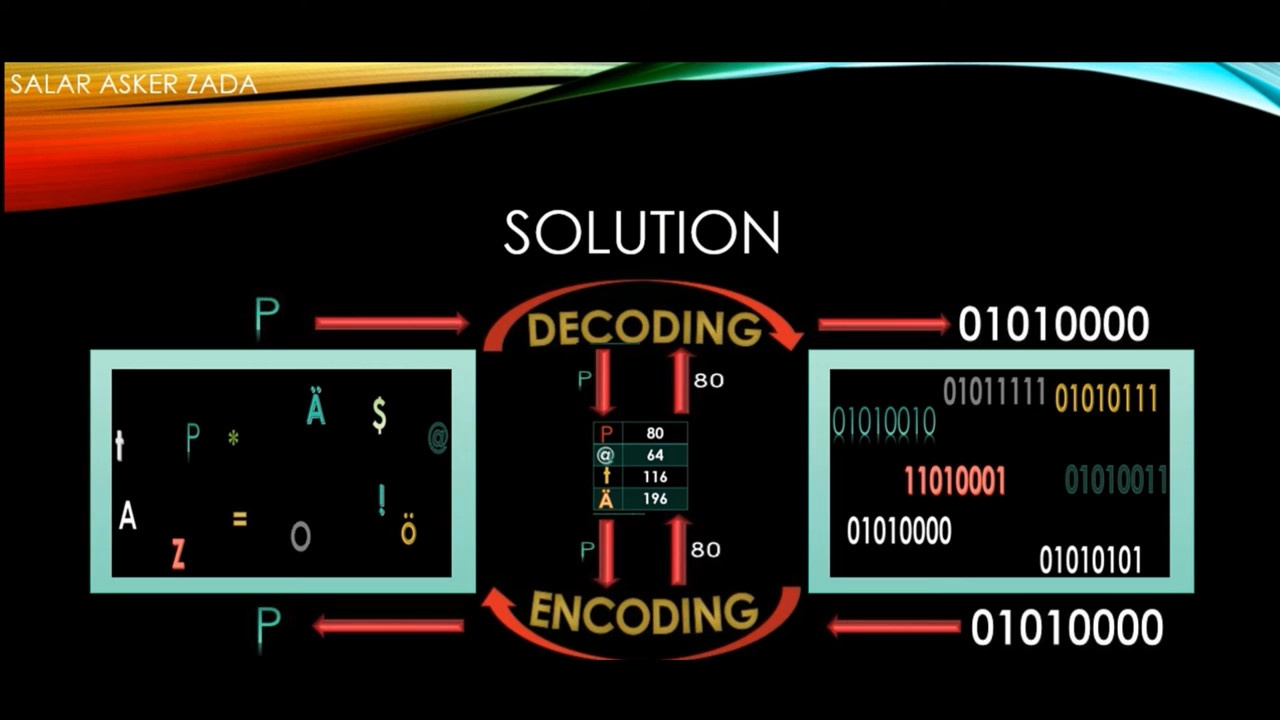 SALAR ASKER ZADA
SOLUTION
P
DECODING
01010000
P
80
t P * Ä $ @
A Z = O ! ö
P 80
@ 64
t 116
Ä 196
01011111 01010111
01010010
11010001 01010011
01010000
01010101
P
80
ENCODING
P
01010000